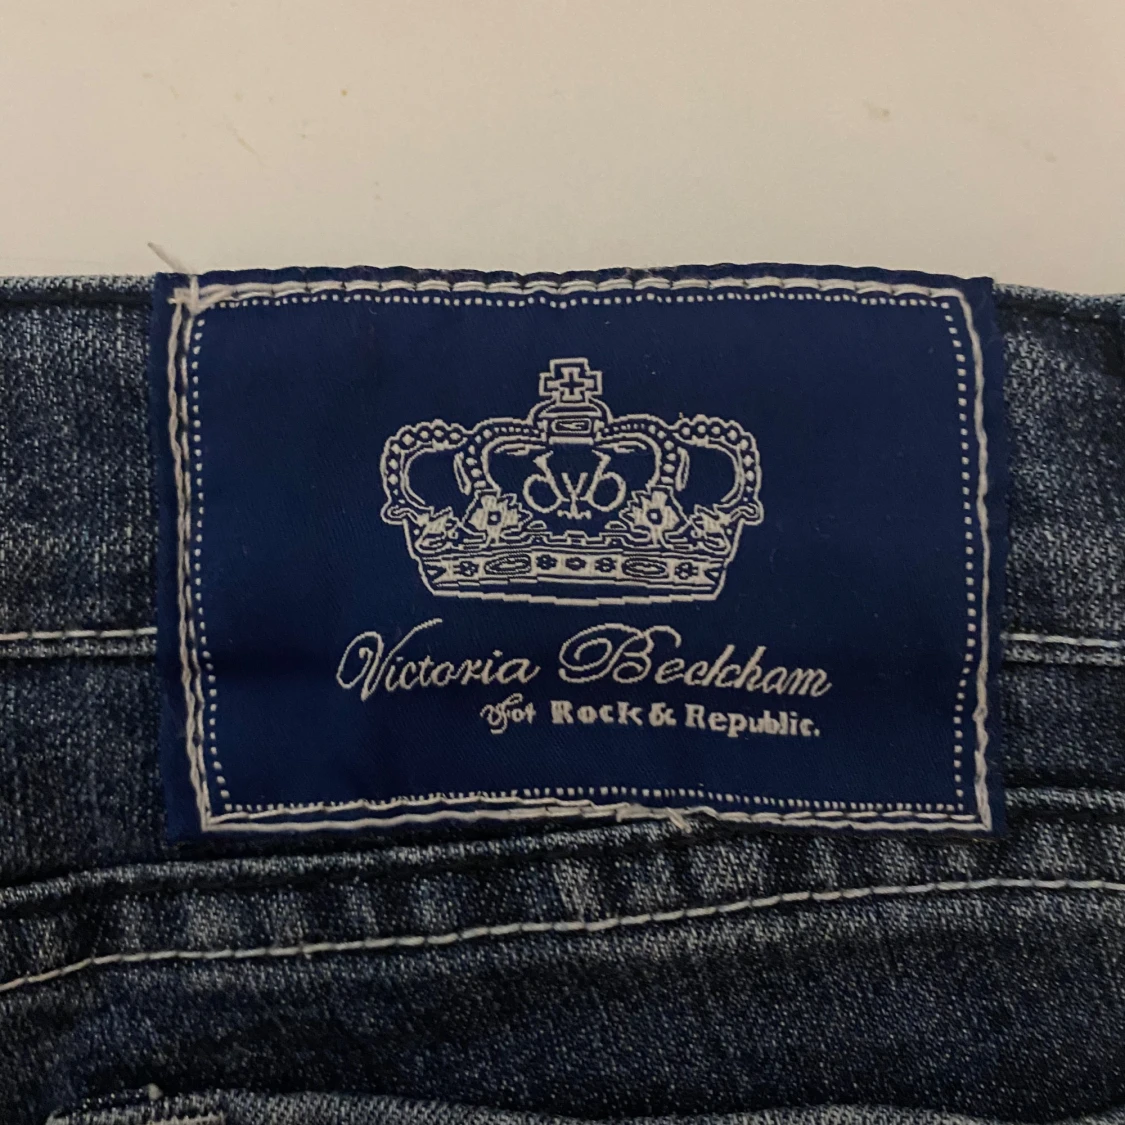 dvb
Victoria Beckham
For Rock & Republic.